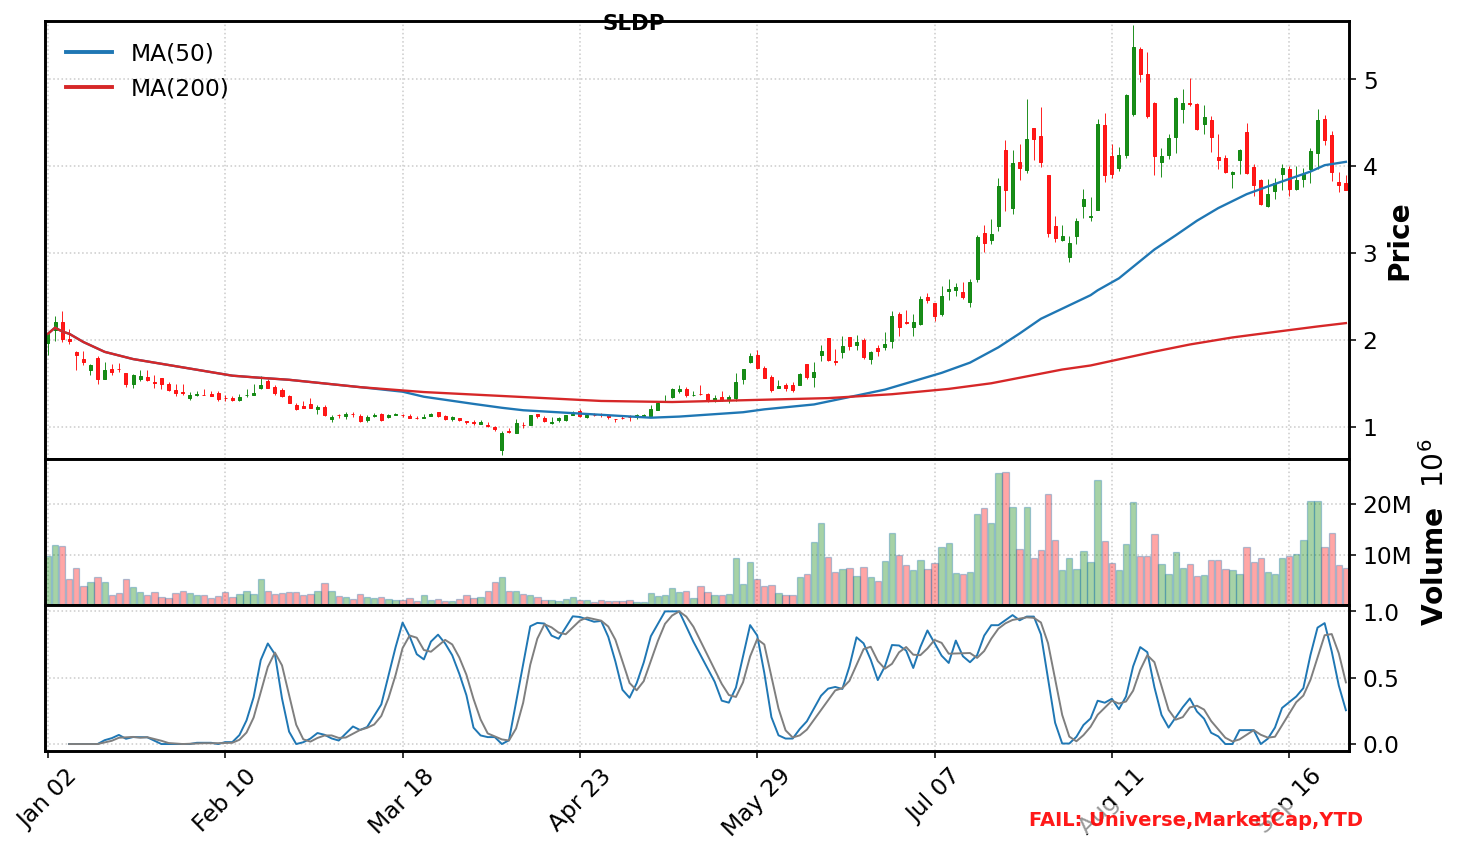 SLDP
MA(50)
MA(200)
5
4
3
2
1
Price
10⁶
20M
10M
Volume
1.0
0.5
0.0
Jan 02
Feb 10
Mar 18
Apr 23
May 29
Jul 07
Aug 11
Sep 16
FAIL: Universe,MarketCap,YTD